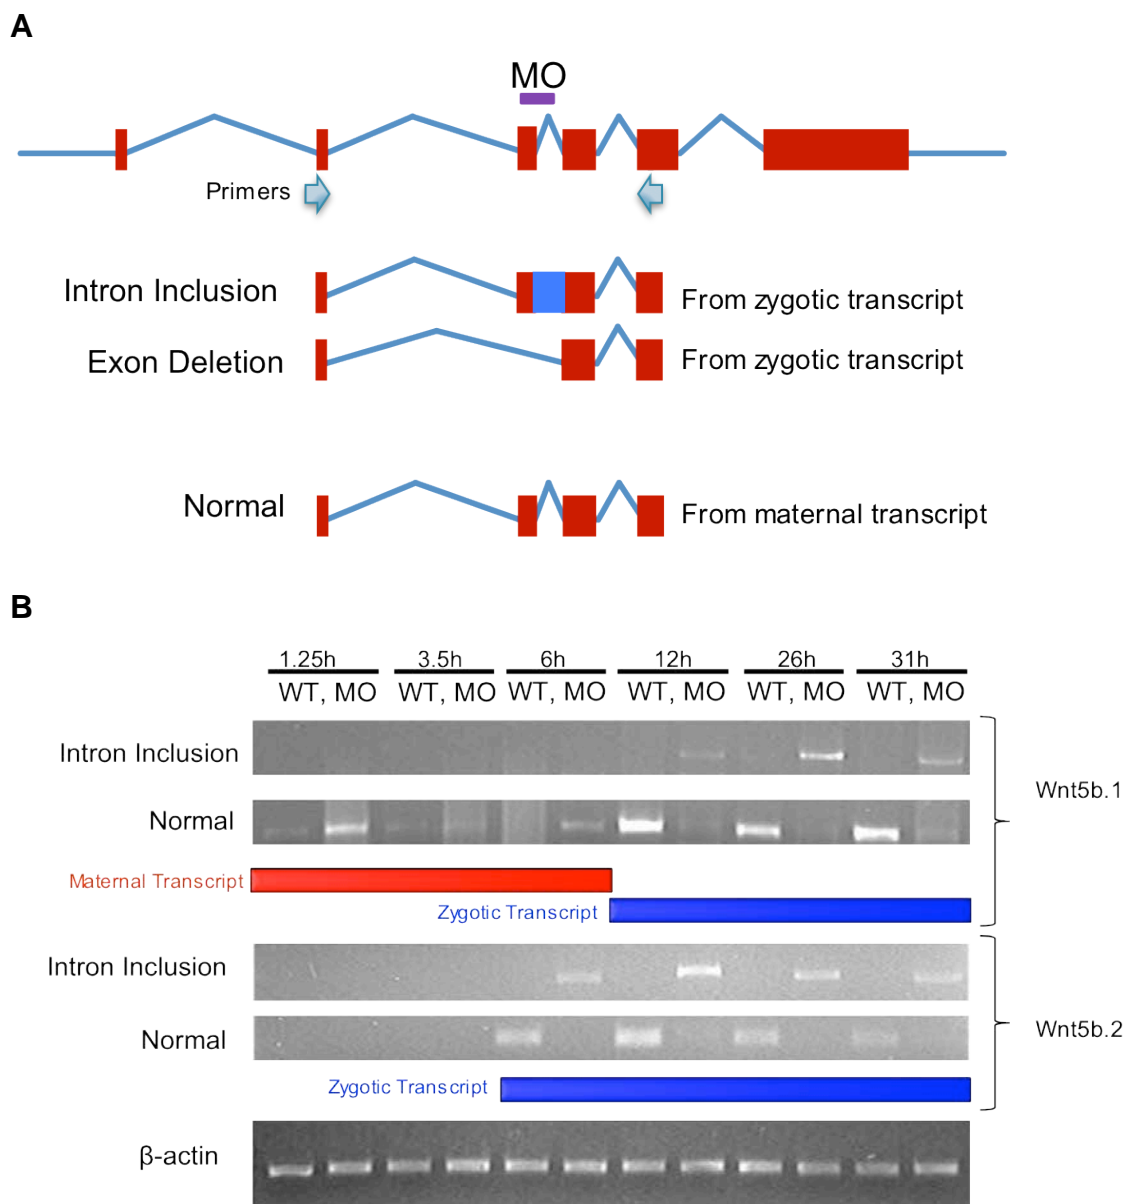 A
MO
Primers
Intron Inclusion
From zygotic transcript
Exon Deletion
From zygotic transcript
Normal
From maternal transcript
B
1.25h 3.5h 6h 12h 26h 31h
WT, MO WT, MO WT, MO WT, MO WT, MO WT, MO
Intron Inclusion
Wnt5b.1
Normal
Maternal Transcript
Zygotic Transcript
Intron Inclusion
Wnt5b.2
Normal
Zygotic Transcript
β-actin